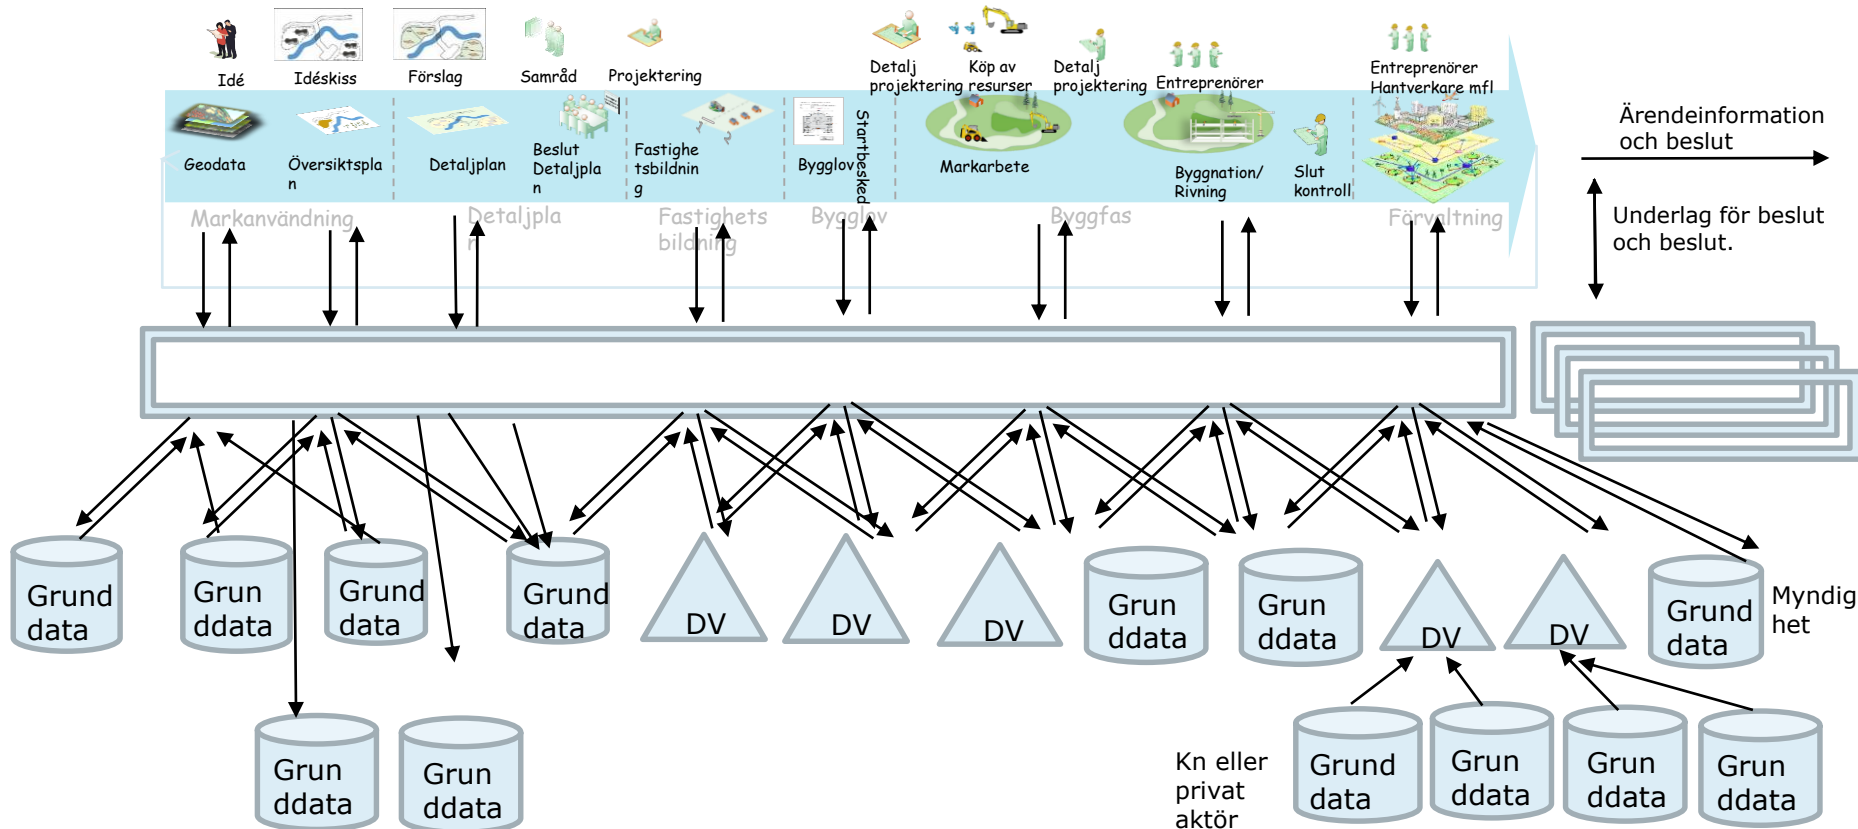 Idé
Idéskiss
Förslag
Samråd
Projektering
Detalj
projektering
Köp av
resurser
Detalj
projektering
Entreprenörer
Entreprenörer
Hantverkare mfl
Geodata
Översiktspla
n
Detaljplan
Beslut
Detaljpla
n
Fastighe
tsbildnin
g
Bygglov
Startbesked
Markarbete
Byggnation/
Rivning
Slut
kontroll
Markanvändning
Detaljpla
n
Fastighets
bildning
Bygglov
Byggfas
Förvaltning
Ärendeinformation
och beslut
Underlag för beslut
och beslut.
Grund
data
Grun
ddata
Grund
data
Grund
data
DV
DV
DV
Grun
ddata
Grun
ddata
DV
DV
Grund
data
Myndig
het
Grun
ddata
Grun
ddata
Kn eller
privat
aktör
Grund
data
Grun
ddata
Grun
ddata
Grun
ddata